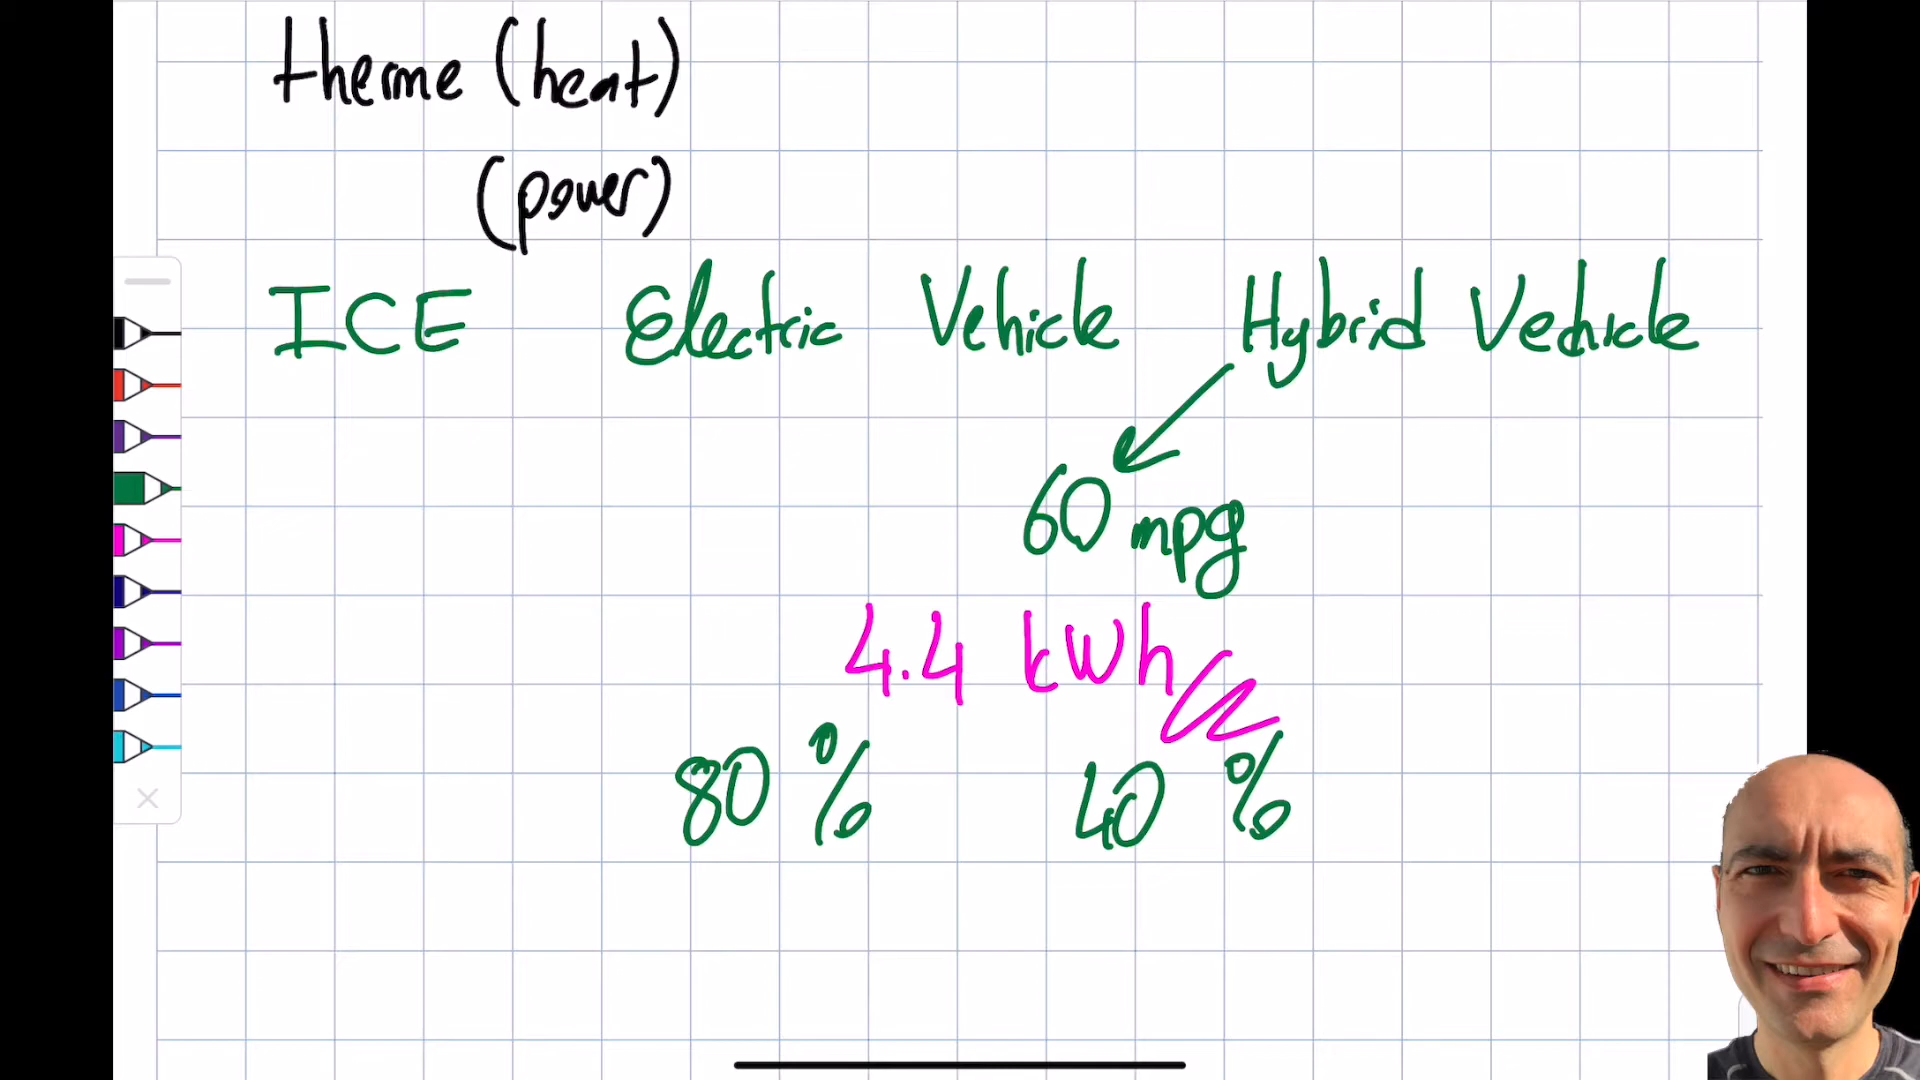 therme (heat)
(power)
ICE Electric Vehicle Hybrid Vehicle
60 mpg
4.4 kWh
80 % 40 %